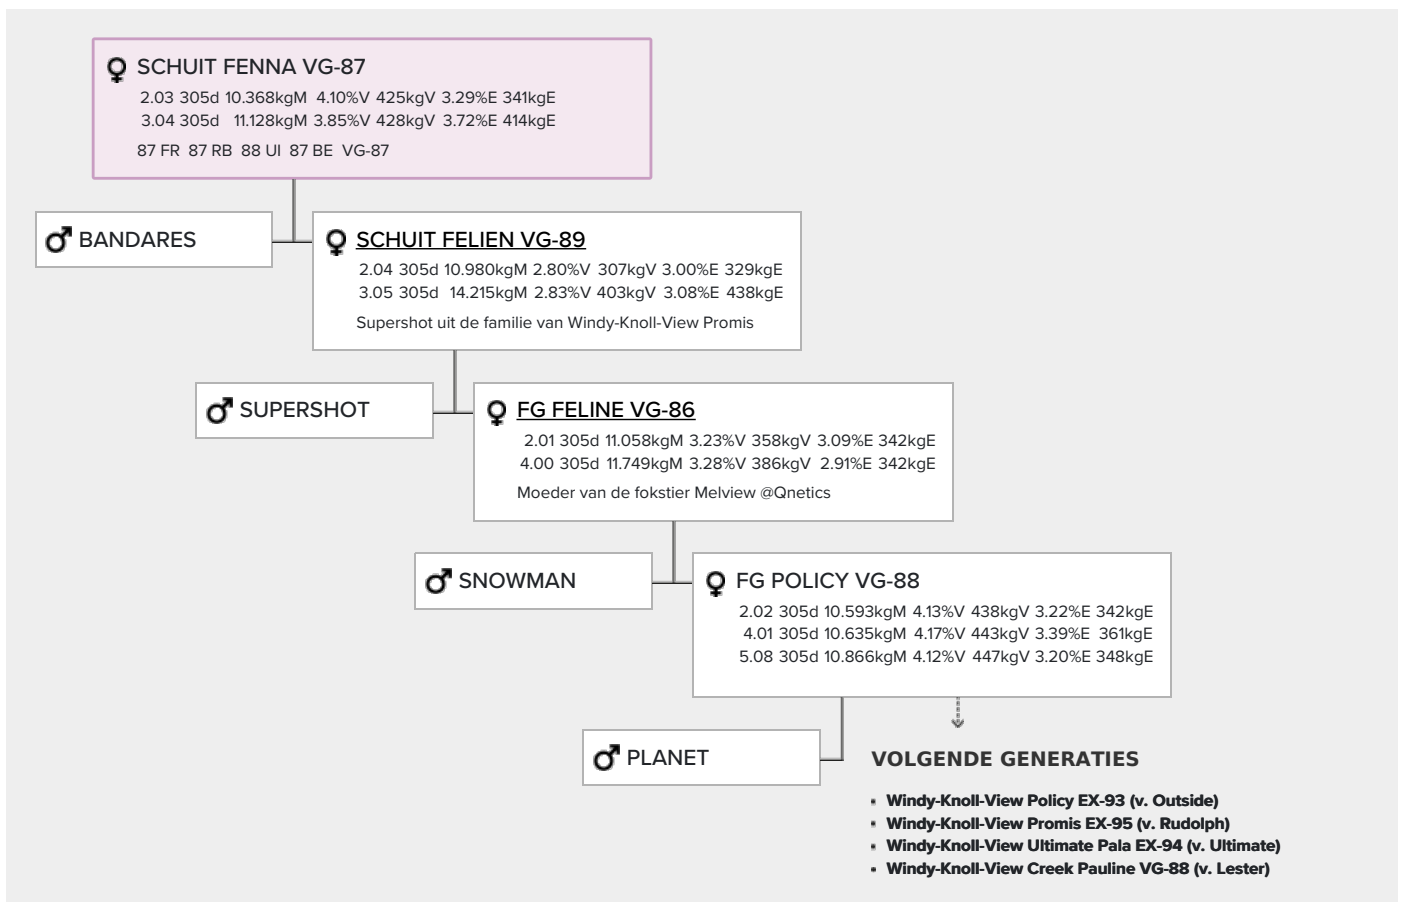 SCHUIT FENNA VG-87
2.03 305d 10.368kgM 4.10%V 425kgV 3.29%E 341kgE
3.04 305d 11.128kgM 3.85%V 428kgV 3.72%E 414kgE
87 FR 87 RB 88 UI 87 BE VG-87
BANDARES
SCHUIT FELIEN VG-89
2.04 305d 10.980kgM 2.80%V 307kgV 3.00%E 329kgE
3.05 305d 14.215kgM 2.83%V 403kgV 3.08%E 438kgE
Supershot uit de familie van Windy-Knoll-View Promis
SUPERSHOT
FG FELINE VG-86
2.01 305d 11.058kgM 3.23%V 358kgV 3.09%E 342kgE
4.00 305d 11.749kgM 3.28%V 386kgV 2.91%E 342kgE
Moeder van de fokstier Melview @Qnetics
SNOWMAN
FG POLICY VG-88
2.02 305d 10.593kgM 4.13%V 438kgV 3.22%E 342kgE
4.01 305d 10.635kgM 4.17%V 443kgV 3.39%E 361kgE
5.08 305d 10.866kgM 4.12%V 447kgV 3.20%E 348kgE
PLANET
VOLGENDE GENERATIES
Windy-Knoll-View Policy EX-93 (v. Outside)
Windy-Knoll-View Promis EX-95 (v. Rudolph)
Windy-Knoll-View Ultimate Pala EX-94 (v. Ultimate)
Windy-Knoll-View Creek Pauline VG-88 (v. Lester)